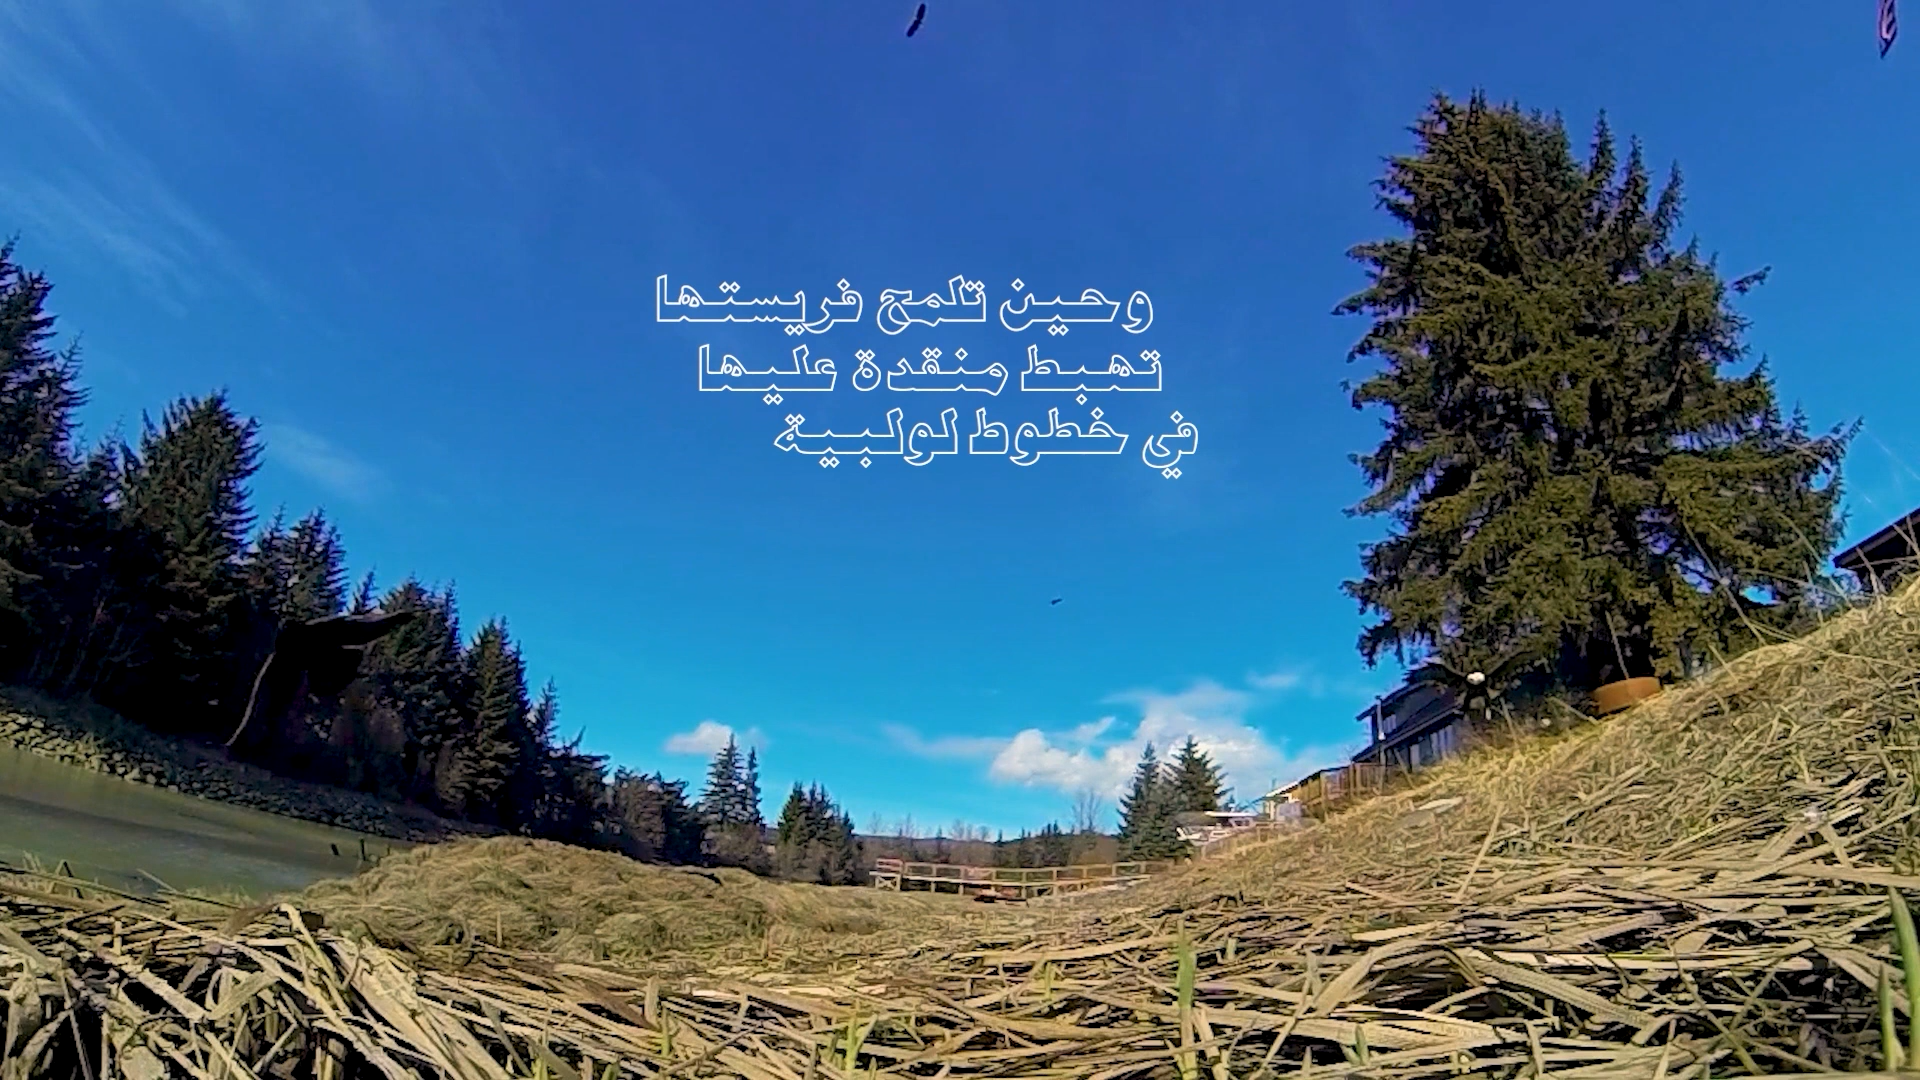 وحين تلمح فريستها
تهبط منقدة عليها
في خطوط لولبية